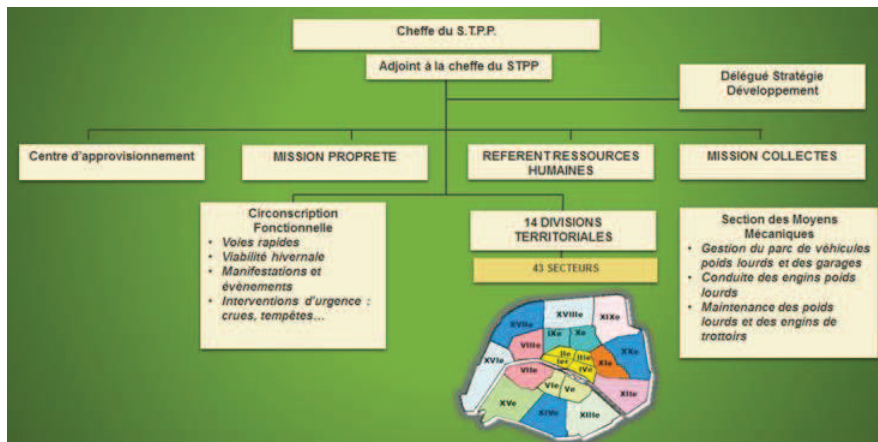 Cheffe du S.T.P.P.
Adjoint à la cheffe du STPP
Délégué Stratégie
Développement
Centre d'approvisionnement
MISSION PROPRETE
REFERENT RESSOURCES
HUMAINES
MISSION COLLECTES
Circonscription
Fonctionnelle
• Voies rapides
• Viabilité hivernale
• Manifestations et
évènements
• Interventions d'urgence :
crues, tempêtes…
14 DIVISIONS
TERRITORIALES
43 SECTEURS
Section des Moyens
Mécaniques
• Gestion du parc de véhicules
poids lourds et des garages
• Conduite des engins poids
lourds
• Maintenance des poids
lourds et des engins de
trottoirs
XVIIe
XVIIIe
XIXe
VIIIe
IXe
Xe
IIe
IIIe
Ier
IVe
XIe
XXe
XVIe
VIIe
VIe
Ve
XIIe
XVe
XIVe
XIIIe